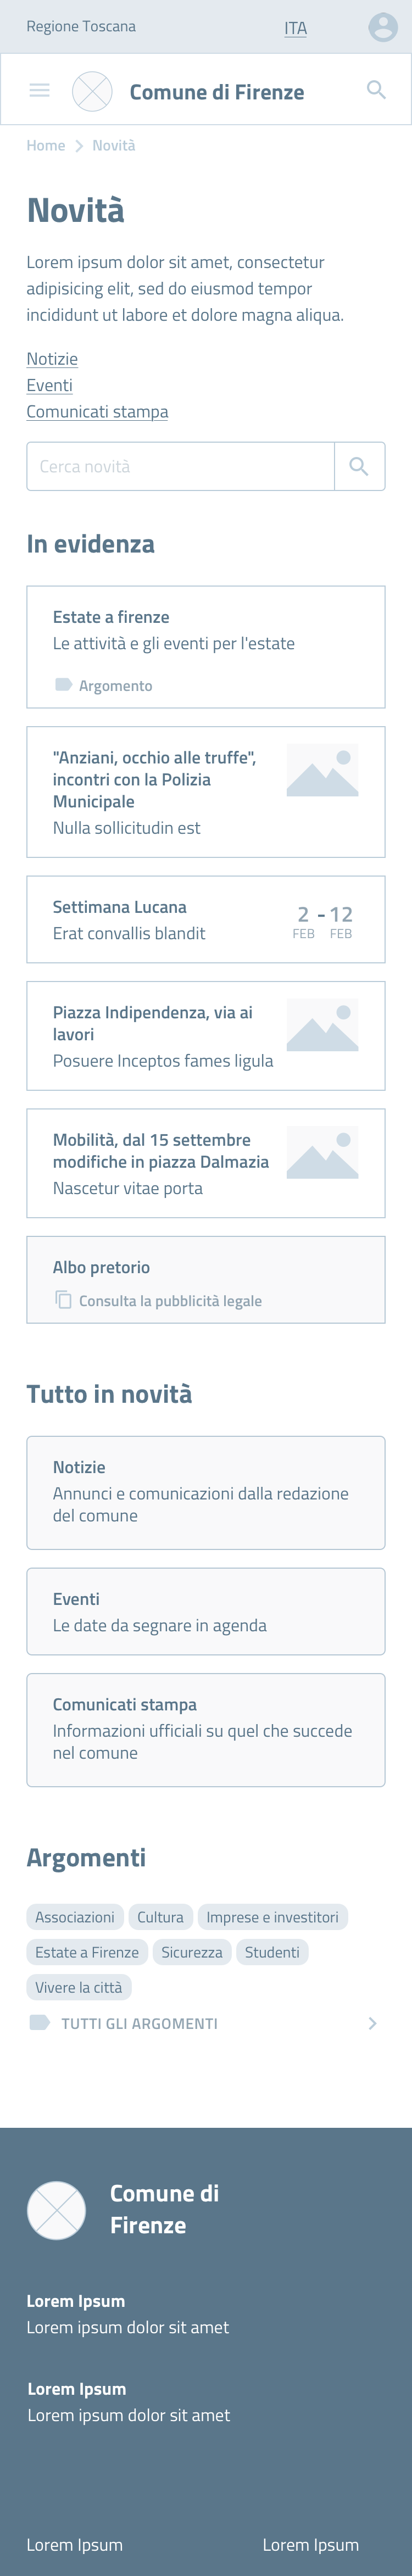 Regione Toscana ITA
Comune di Firenze
Home Novità
Novità
Lorem ipsum dolor sit amet, consectetur
adipisicing elit, sed do eiusmod tempor
incididunt ut labore et dolore magna aliqua.
Notizie
Eventi
Comunicati stampa
Cerca novità
In evidenza
Estate a firenze
Le attività e gli eventi per l'estate
Argomento
"Anziani, occhio alle truffe",
incontri con la Polizia
Municipale
Nulla sollicitudin est
Settimana Lucana
Erat convallis blandit
2 - 12
FEB FEB
Piazza Indipendenza, via ai
lavori
Posuere Inceptos fames ligula
Mobilità, dal 15 settembre
modifiche in piazza Dalmazia
Nascetur vitae porta
Albo pretorio
Consulta la pubblicità legale
Tutto in novità
Notizie
Annunci e comunicazioni dalla redazione
del comune
Eventi
Le date da segnare in agenda
Comunicati stampa
Informazioni ufficiali su quel che succede
nel comune
Argomenti
Associazioni Cultura Imprese e investitori
Estate a Firenze Sicurezza Studenti
Vivere la città
TUTTI GLI ARGOMENTI
Comune di
Firenze
Lorem Ipsum
Lorem ipsum dolor sit amet
Lorem Ipsum
Lorem ipsum dolor sit amet
Lorem Ipsum Lorem Ipsum